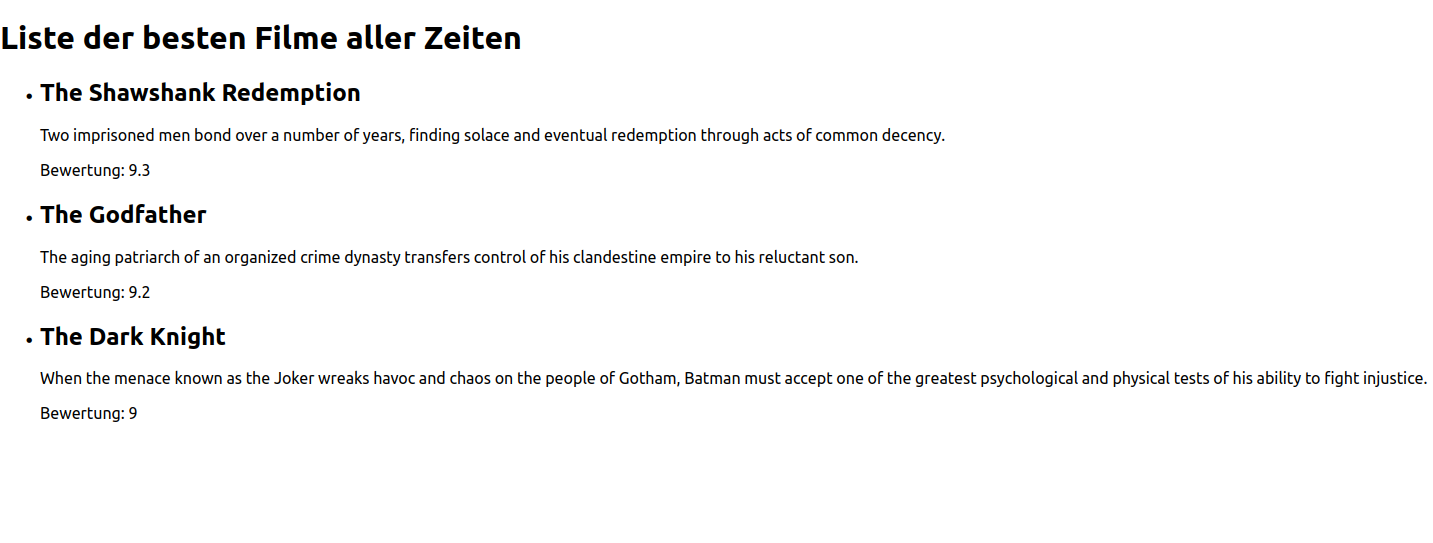 Liste der besten Filme aller Zeiten
The Shawshank Redemption
Two imprisoned men bond over a number of years, finding solace and eventual redemption through acts of common decency.
Bewertung: 9.3
The Godfather
The aging patriarch of an organized crime dynasty transfers control of his clandestine empire to his reluctant son.
Bewertung: 9.2
The Dark Knight
When the menace known as the Joker wreaks havoc and chaos on the people of Gotham, Batman must accept one of the greatest psychological and physical tests of his ability to fight injustice.
Bewertung: 9